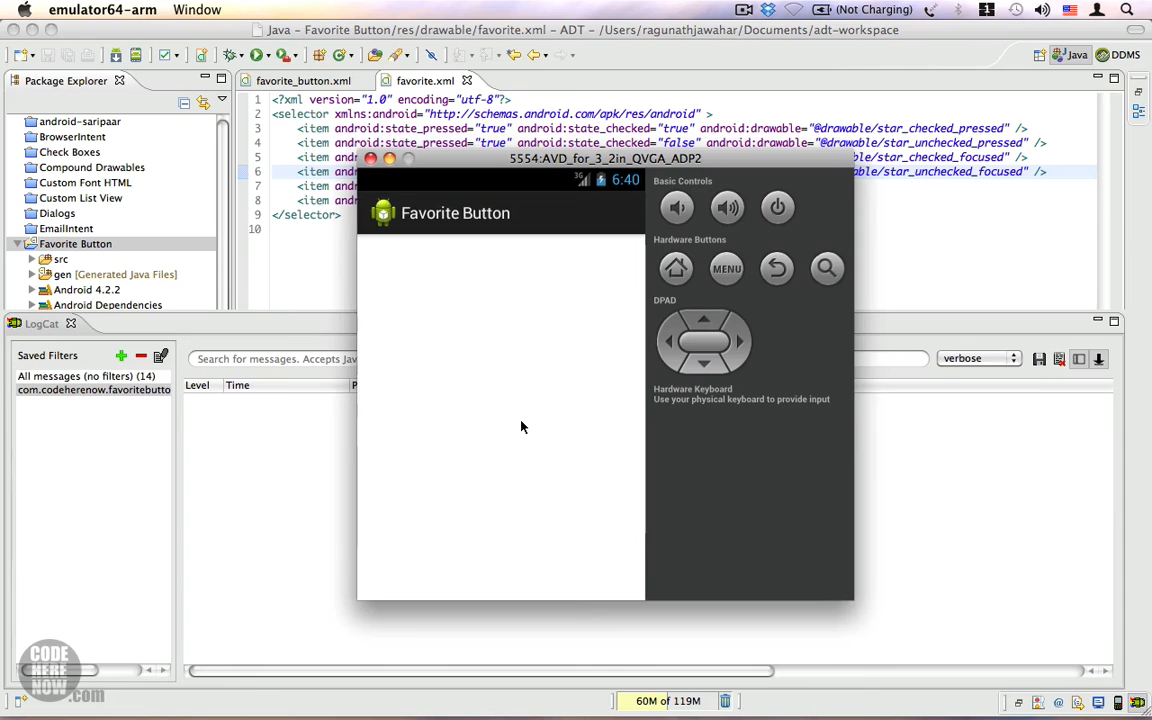 emulator64-arm Window
(Not Charging)
Java – Favorite Button/res/drawable/favorite.xml – ADT – /Users/ragunathjawahar/Documents/adt-workspace
Java DDMS
Package Explorer
favorite_button.xml favorite.xml
android-saripaar
BrowserIntent
Check Boxes
Compound Drawables
Custom Font HTML
Custom List View
Dialogs
EmailIntent
Favorite Button
src
gen [Generated Java Files]
Android 4.2.2
Android Dependencies
1 <?xml version="1.0" encoding="utf-8"?>
2 <selector xmlns:android="http://schemas.android.com/apk/res/android" >
3 <item android:state_pressed="true" android:state_checked="true" android:drawable="@drawable/star_checked_pressed" />
4 <item android:state_pressed="true" android:state_checked="false" android:drawable="@drawable/star_unchecked_pressed" />
5 <item and ble/star_checked_focused" />
6 <item and ble/star_unchecked_focused" />
7 <item and
8 <item and
9 </selector>
10
5554:AVD_for_3_2in_QVGA_ADP2
3G 6:40
Favorite Button
Basic Controls
Hardware Buttons
MENU
DPAD
Hardware Keyboard
Use your physical keyboard to provide input
LogCat
Saved Filters
All messages (no filters) (14)
com.codeherenow.favoritebutto
Search for messages. Accepts Jav
verbose
Level Time P
60M of 119M
CODE
HERE
NOW.com